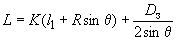 L = K(l₁ + R sin θ) + D₃ / (2 sin θ)